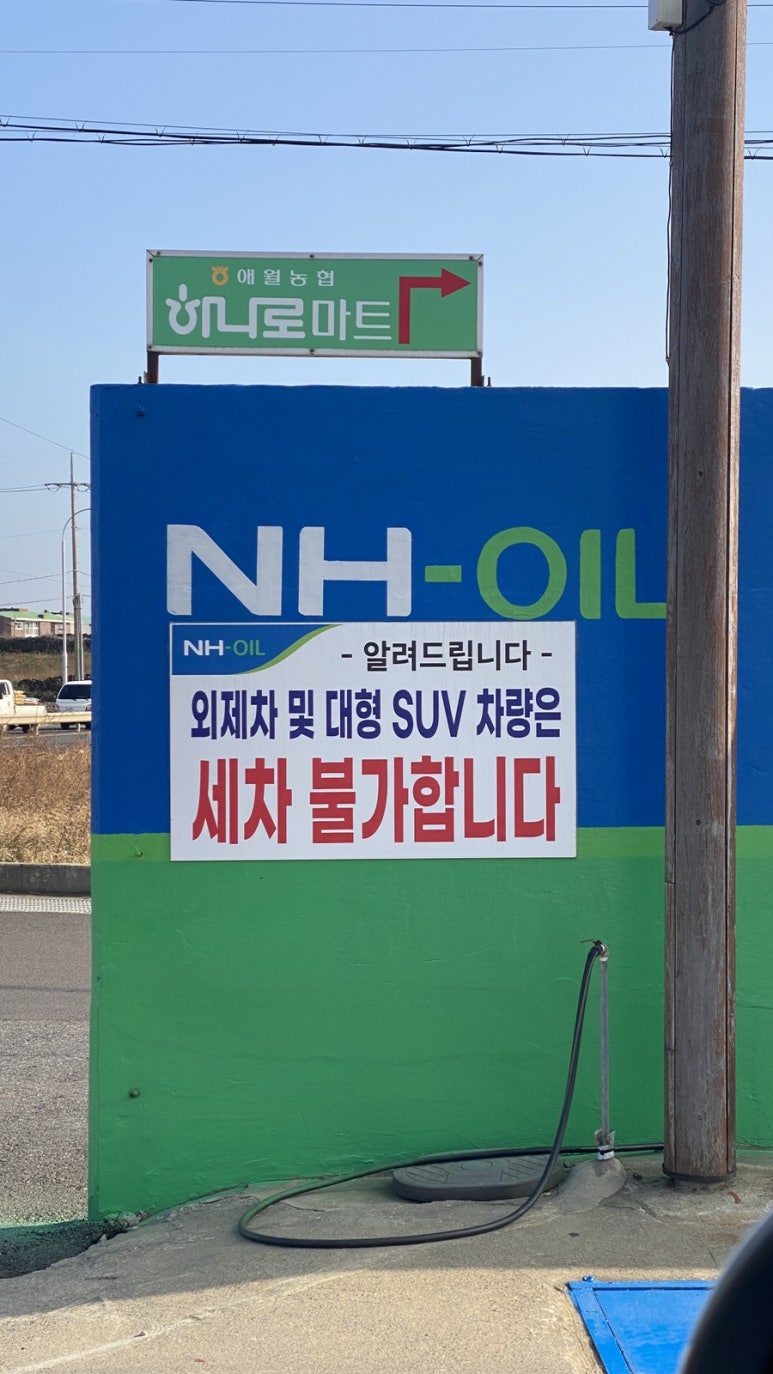 애월농협
하나로마트
NH-OIL
NH-OIL
- 알려드립니다 -
외제차 및 대형 SUV 차량은
세차 불가합니다